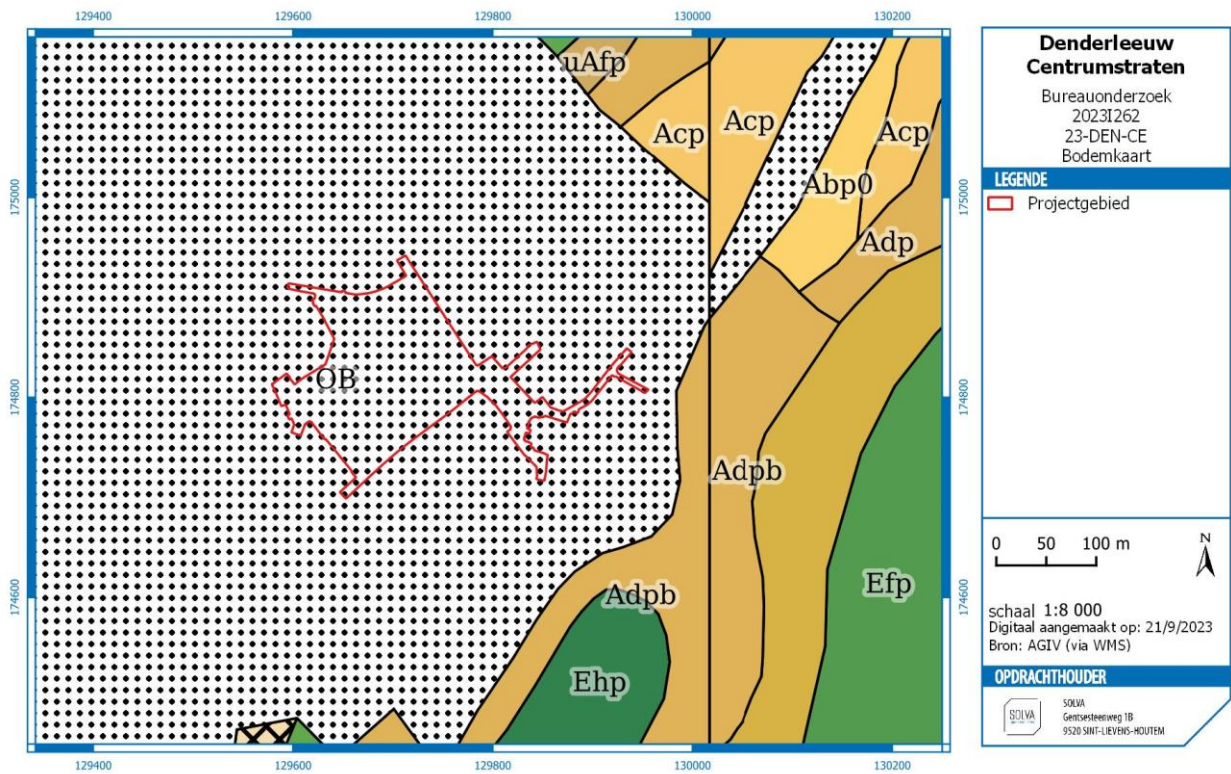 129400
129600
129800
130000
130200
175000
174800
174600
175000
174800
174600
129400
129600
129800
130000
130200
uAfp
Acp
Acp
Acp
Abp0
Adp
OB
Adpb
Adpb
Efp
Ehp
Denderleeuw
Centrumstraten
Bureauonderzoek
2023I262
23-DEN-CE
Bodemkaart
LEGENDE
Projectgebied
0 50 100 m
N
schaal 1:8 000
Digitaal aangemaakt op: 21/9/2023
Bron: AGIV (via WMS)
OPDRACHTHOUDER
SOLVA
SOLVA
Gentsesteenweg 1B
9520 SINT-LIEVENS-HOUTEM